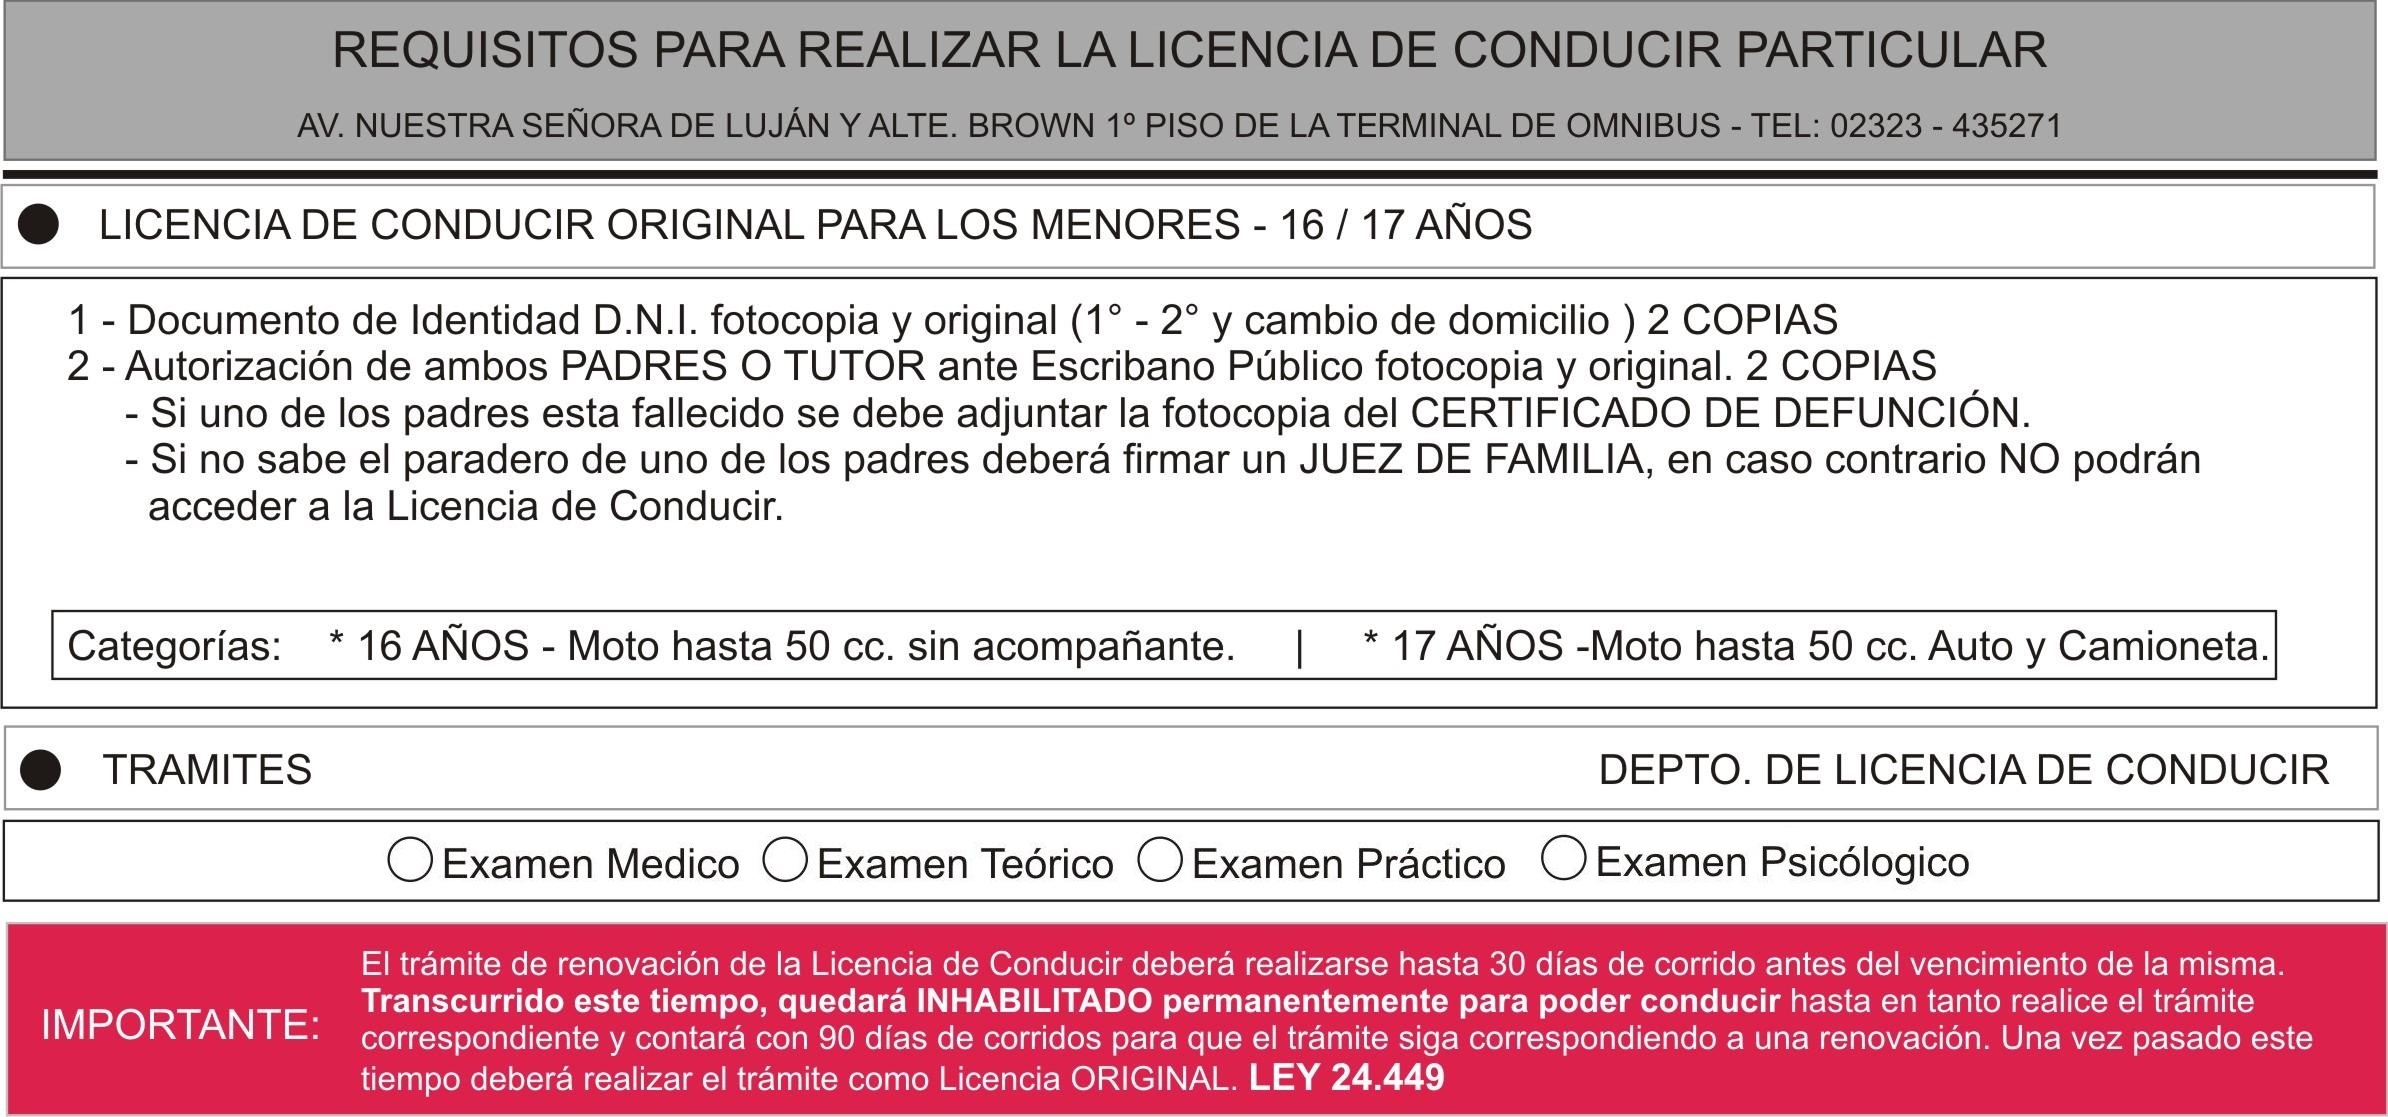 REQUISITOS PARA REALIZAR LA LICENCIA DE CONDUCIR PARTICULAR
AV. NUESTRA SEÑORA DE LUJÁN Y ALTE. BROWN 1º PISO DE LA TERMINAL DE OMNIBUS - TEL: 02323 - 435271
LICENCIA DE CONDUCIR ORIGINAL PARA LOS MENORES - 16 / 17 AÑOS
1 - Documento de Identidad D.N.I. fotocopia y original (1° - 2° y cambio de domicilio ) 2 COPIAS
2 - Autorización de ambos PADRES O TUTOR ante Escribano Público fotocopia y original. 2 COPIAS
- Si uno de los padres esta fallecido se debe adjuntar la fotocopia del CERTIFICADO DE DEFUNCIÓN.
- Si no sabe el paradero de uno de los padres deberá firmar un JUEZ DE FAMILIA, en caso contrario NO podrán
acceder a la Licencia de Conducir.
Categorías: * 16 AÑOS - Moto hasta 50 cc. sin acompañante. | * 17 AÑOS -Moto hasta 50 cc. Auto y Camioneta.
TRAMITES DEPTO. DE LICENCIA DE CONDUCIR
Examen Medico Examen Teórico Examen Práctico Examen Psicólogico
IMPORTANTE:
El trámite de renovación de la Licencia de Conducir deberá realizarse hasta 30 días de corrido antes del vencimiento de la misma.
Transcurrido este tiempo, quedará INHABILITADO permanentemente para poder conducir hasta en tanto realice el trámite
correspondiente y contará con 90 días de corridos para que el trámite siga correspondiendo a una renovación. Una vez pasado este
tiempo deberá realizar el trámite como Licencia ORIGINAL. LEY 24.449